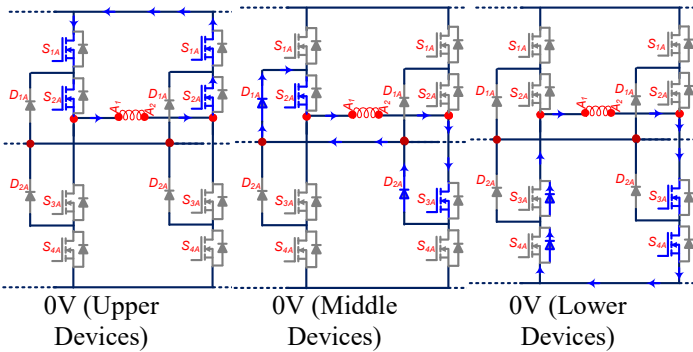 S1A
S1A
D1A
S2A
D1A
S2A
A1
A2
D2A
S3A
D2A
S3A
S4A
S4A
0V (Upper
Devices)
S1A
S1A
D1A
S2A
D1A
S2A
A1
A2
D2A
S3A
D2A
S3A
S4A
S4A
0V (Middle
Devices)
S1A
S1A
D1A
S2A
D1A
S2A
A1
A2
D2A
S3A
D2A
S3A
S4A
S4A
0V (Lower
Devices)